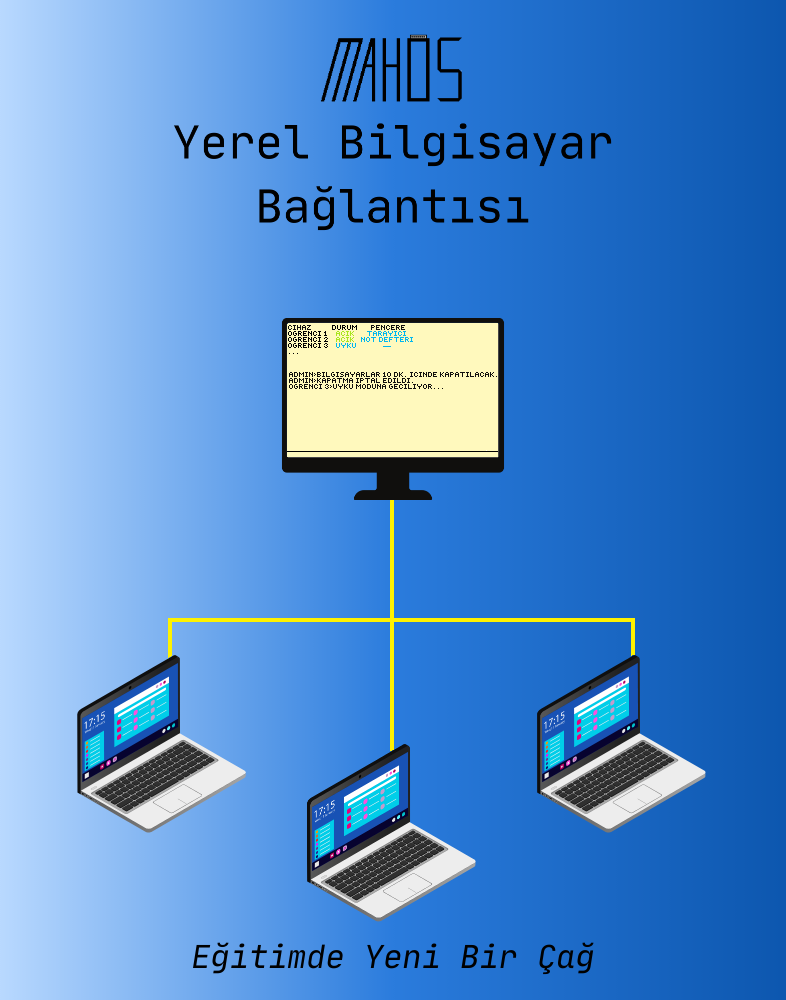 MAHOS
Yerel Bilgisayar
Bağlantısı
CIHAZ DURUM PENCERE
OGRENCI 1 ACIK TARAYICI
OGRENCI 2 ACIK NOT DEFTERI
OGRENCI 3 UYKU —
...
ADMIN>BILGISAYARLAR 10 DK. ICINDE KAPATILACAK.
ADMIN>KAPATMA IPTAL EDILDI.
OGRENCI 3>UYKU MODUNA GECILIYOR...
17:15
17:15
17:15
Eğitimde Yeni Bir Çağ